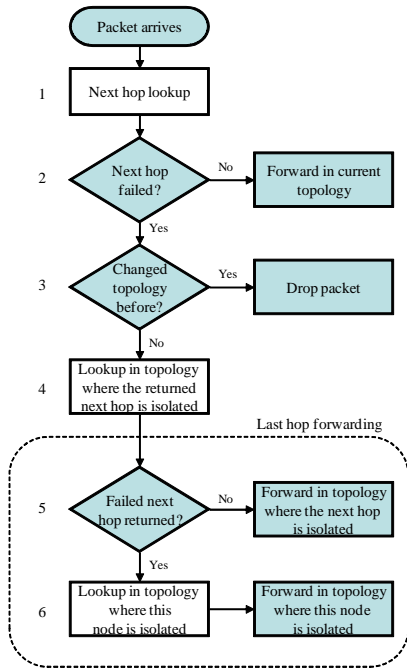 Packet arrives
1
Next hop lookup
2
Next hop
failed?
No
Forward in current
topology
Yes
3
Changed
topology
before?
Yes
Drop packet
No
4
Lookup in topology
where the returned
next hop is isolated
Last hop forwarding
5
Failed next
hop returned?
No
Forward in topology
where the next hop
is isolated
Yes
6
Lookup in topology
where this
node is isolated
Forward in topology
where this node
is isolated